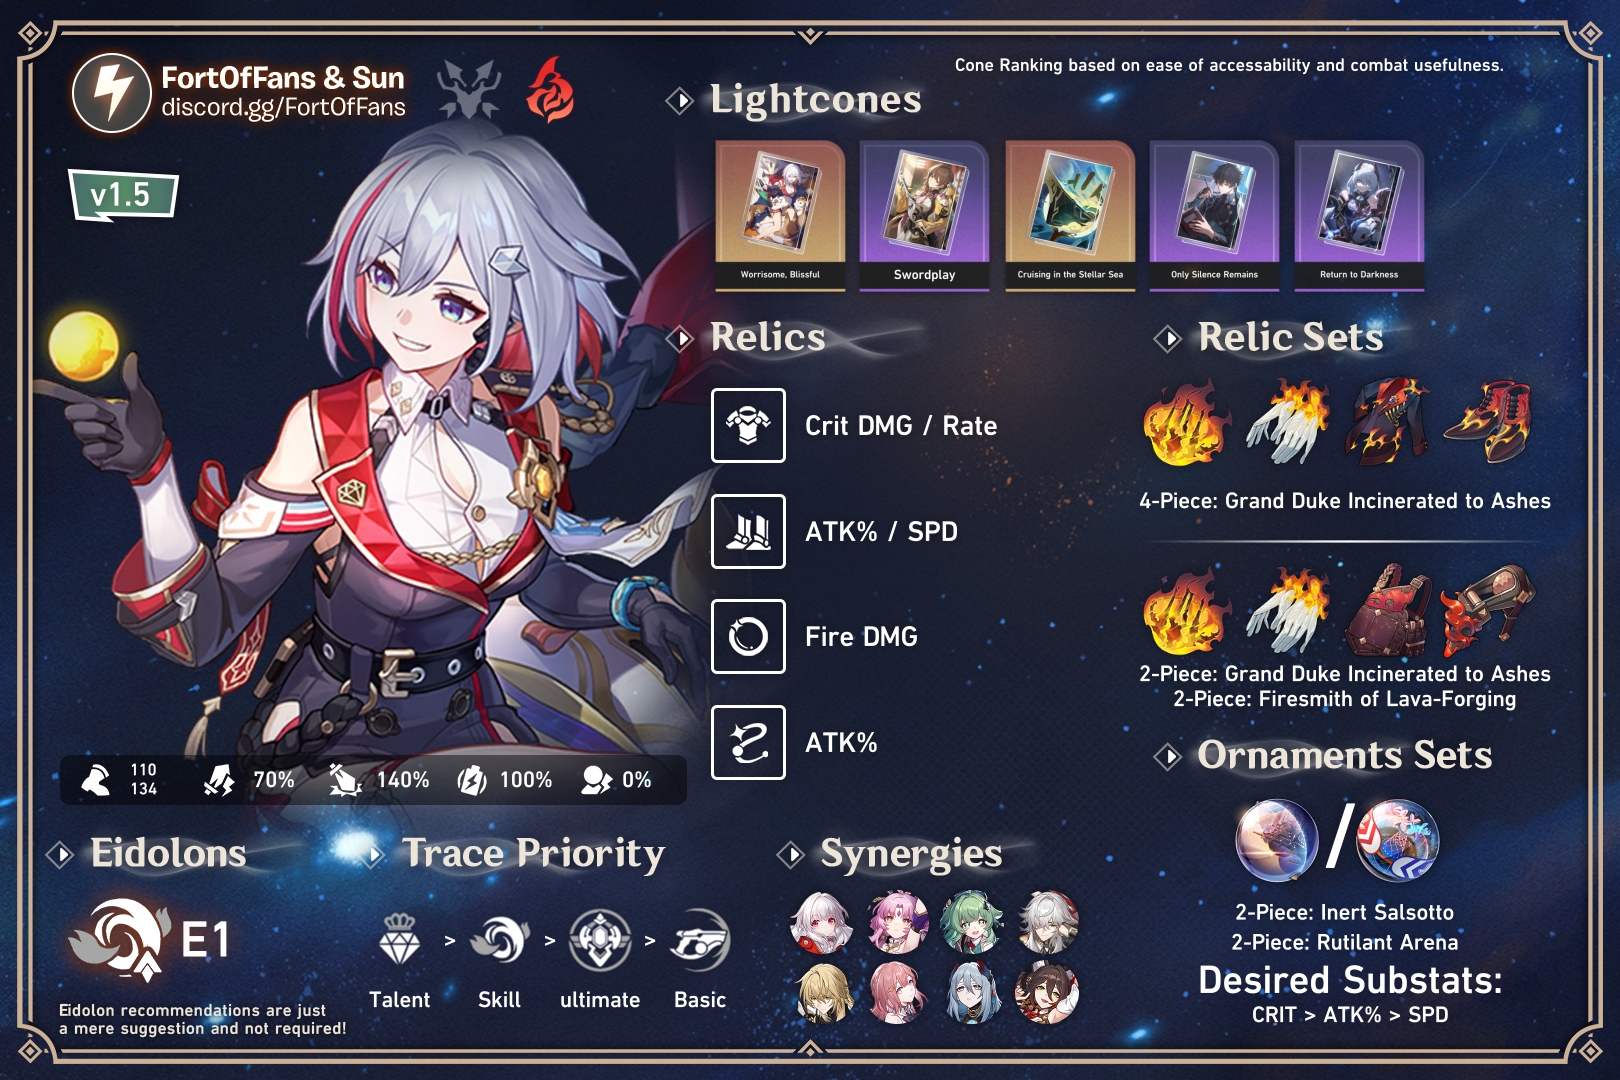 FortOfFans & Sun
discord.gg/FortOfFans
v1.5
Cone Ranking based on ease of accessability and combat usefulness.
Lightcones
Worrisome, Blissful
Swordplay
Cruising in the Stellar Sea
Only Silence Remains
Return to Darkness
Relics
Crit DMG / Rate
ATK% / SPD
Fire DMG
ATK%
Relic Sets
4-Piece: Grand Duke Incinerated to Ashes
2-Piece: Grand Duke Incinerated to Ashes
2-Piece: Firesmith of Lava-Forging
Ornaments Sets
/
2-Piece: Inert Salsotto
2-Piece: Rutilant Arena
Desired Substats:
CRIT > ATK% > SPD
110
134
70%
140%
100%
0%
Eidolons
E1
Eidolon recommendations are just
a mere suggestion and not required!
Trace Priority
> > >
Talent Skill ultimate Basic
Synergies